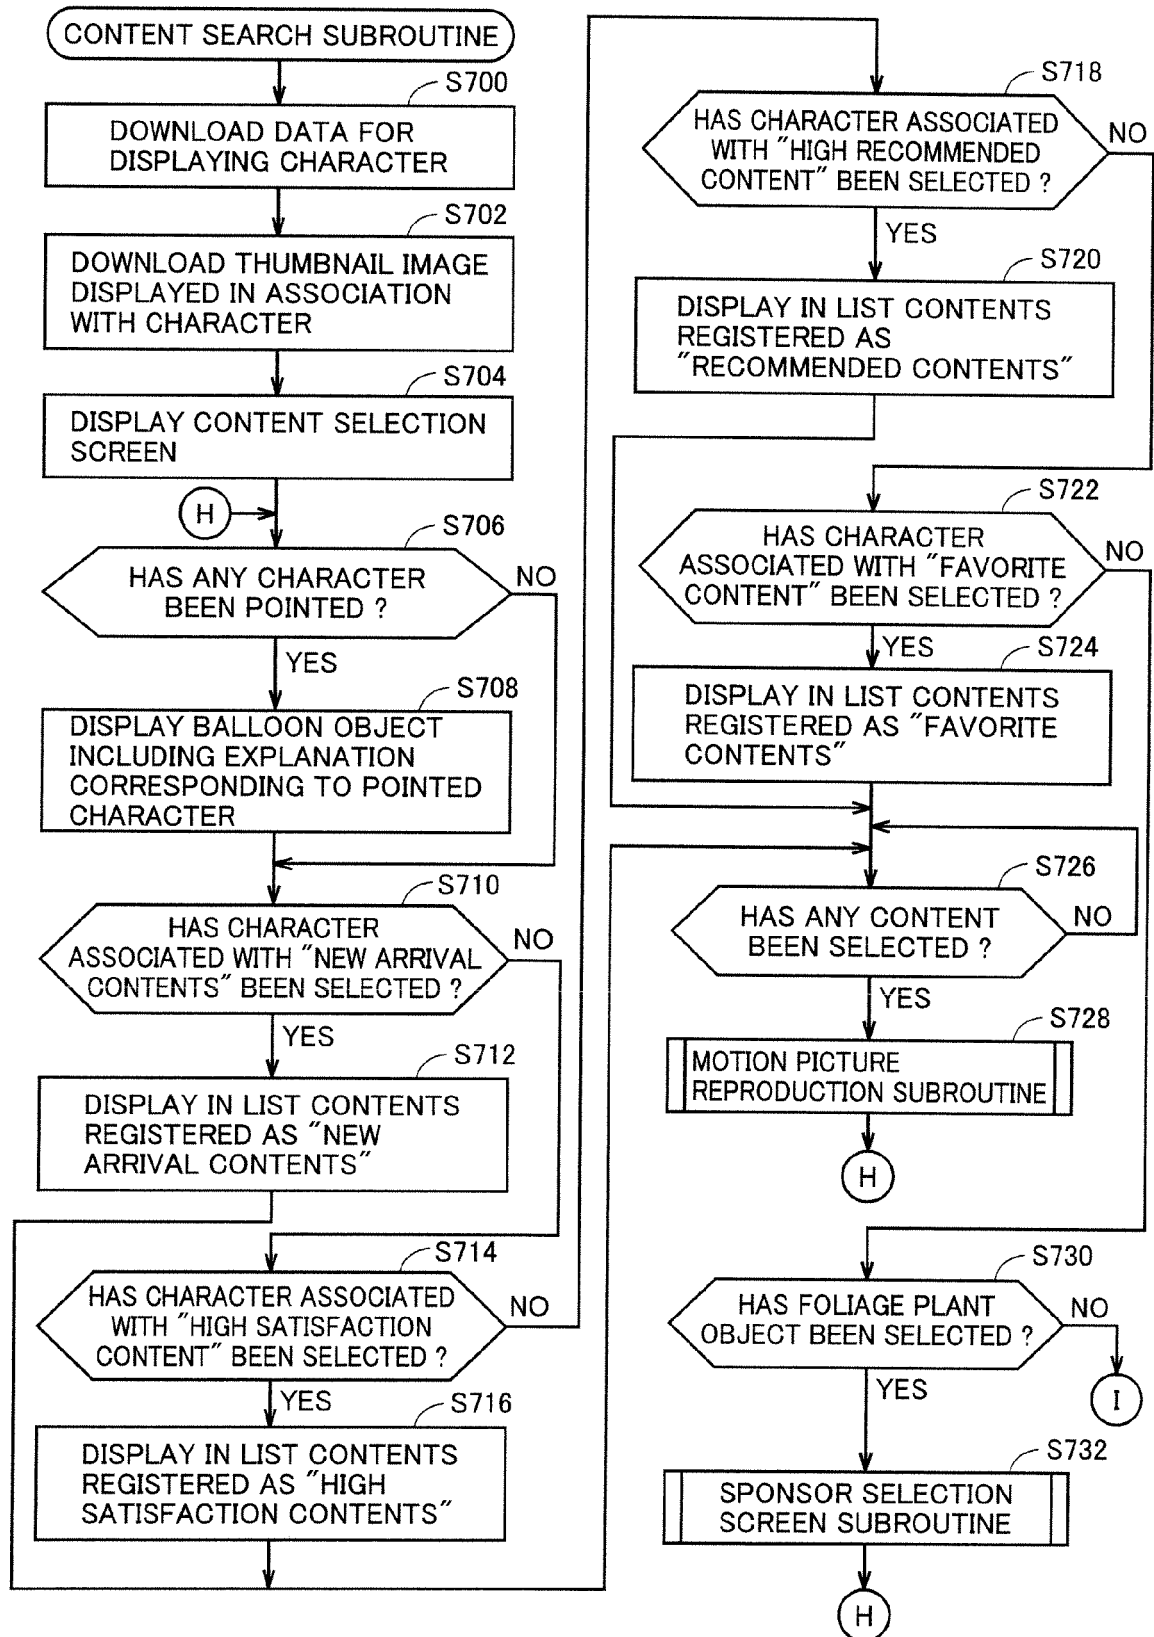 CONTENT SEARCH SUBROUTINE
S700
DOWNLOAD DATA FOR
DISPLAYING CHARACTER
S702
DOWNLOAD THUMBNAIL IMAGE
DISPLAYED IN ASSOCIATION
WITH CHARACTER
S704
DISPLAY CONTENT SELECTION
SCREEN
H
S706
HAS ANY CHARACTER
BEEN POINTED ?
NO
YES
S708
DISPLAY BALLOON OBJECT
INCLUDING EXPLANATION
CORRESPONDING TO POINTED
CHARACTER
S710
HAS CHARACTER
ASSOCIATED WITH "NEW ARRIVAL
CONTENTS" BEEN SELECTED ?
NO
YES
S712
DISPLAY IN LIST CONTENTS
REGISTERED AS "NEW
ARRIVAL CONTENTS"
S714
HAS CHARACTER ASSOCIATED
WITH "HIGH SATISFACTION
CONTENT" BEEN SELECTED ?
NO
YES
S716
DISPLAY IN LIST CONTENTS
REGISTERED AS "HIGH
SATISFACTION CONTENTS"
S718
HAS CHARACTER ASSOCIATED
WITH "HIGH RECOMMENDED
CONTENT" BEEN SELECTED ?
NO
YES
S720
DISPLAY IN LIST CONTENTS
REGISTERED AS
"RECOMMENDED CONTENTS"
S722
HAS CHARACTER
ASSOCIATED WITH "FAVORITE
CONTENT" BEEN SELECTED ?
NO
YES
S724
DISPLAY IN LIST CONTENTS
REGISTERED AS "FAVORITE
CONTENTS"
S726
HAS ANY CONTENT
BEEN SELECTED ?
NO
YES
S728
MOTION PICTURE
REPRODUCTION SUBROUTINE
H
S730
HAS FOLIAGE PLANT
OBJECT BEEN SELECTED ?
NO
I
YES
S732
SPONSOR SELECTION
SCREEN SUBROUTINE
H